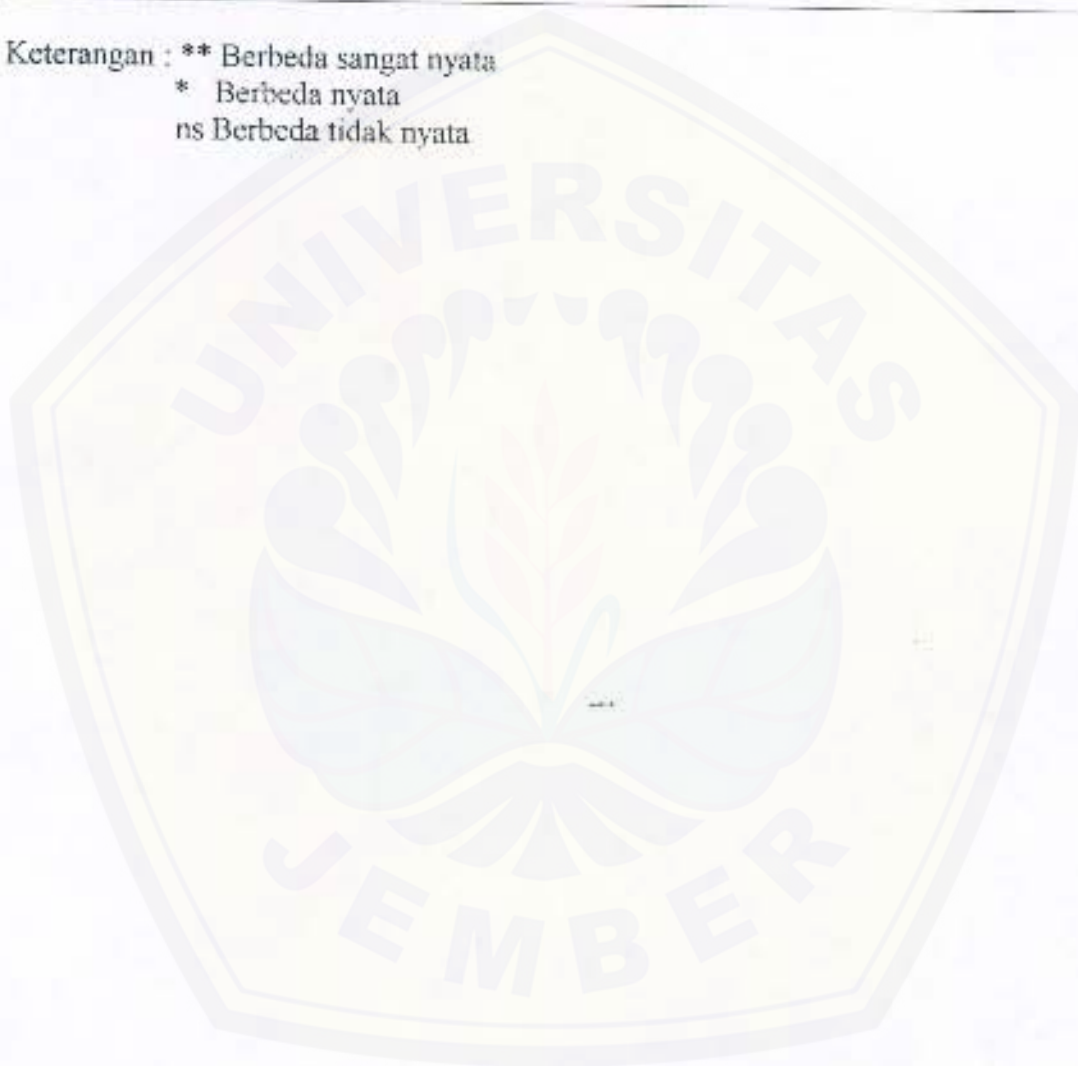 Keterangan : ** Berbeda sangat nyata
* Berbeda nyata
ns Berbeda tidak nyata
UNIVERSITAS
JEMBER